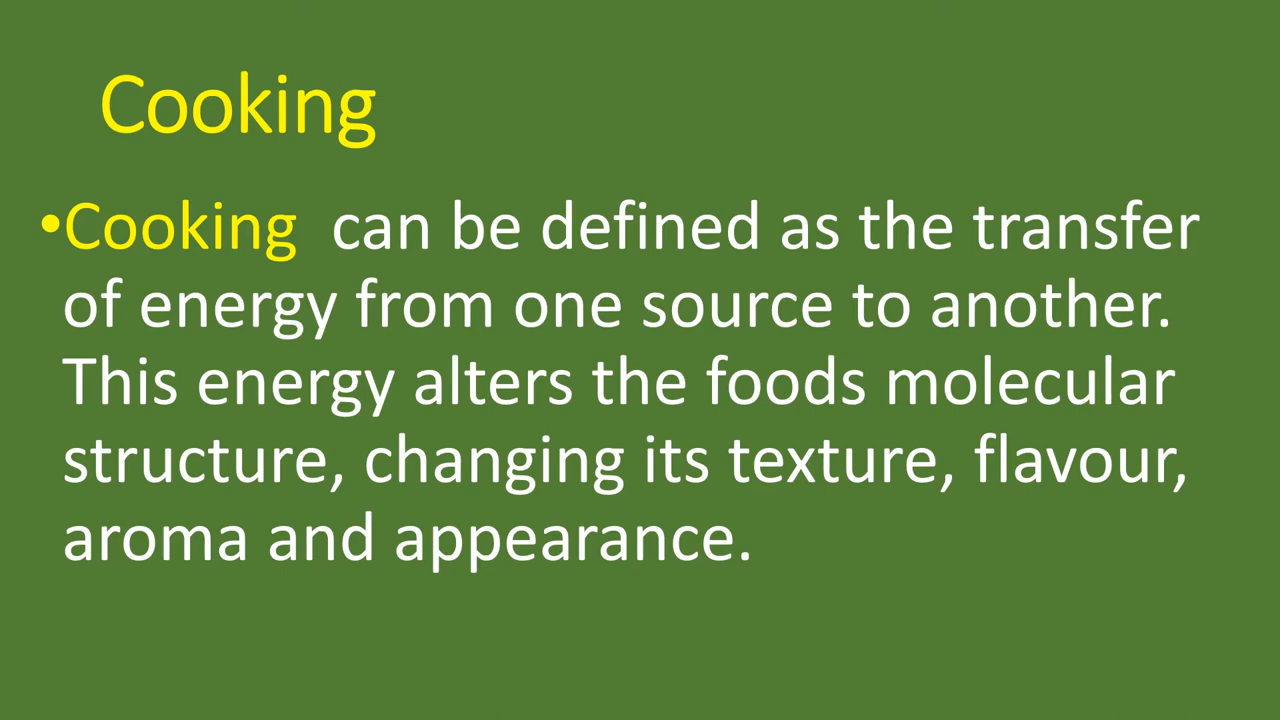 Cooking
•Cooking can be defined as the transfer
of energy from one source to another.
This energy alters the foods molecular
structure, changing its texture, flavour,
aroma and appearance.